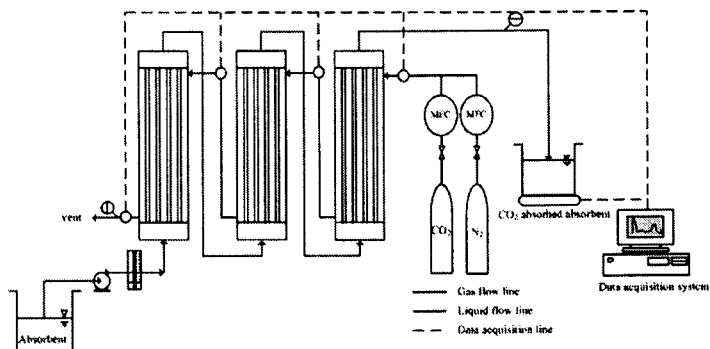 MFC MFC
vent
CO₂ N₂
CO₂ absorbed absorbent
Data acquisition system
Absorbent
Gas flow line
Liquid flow line
Data acquisition line